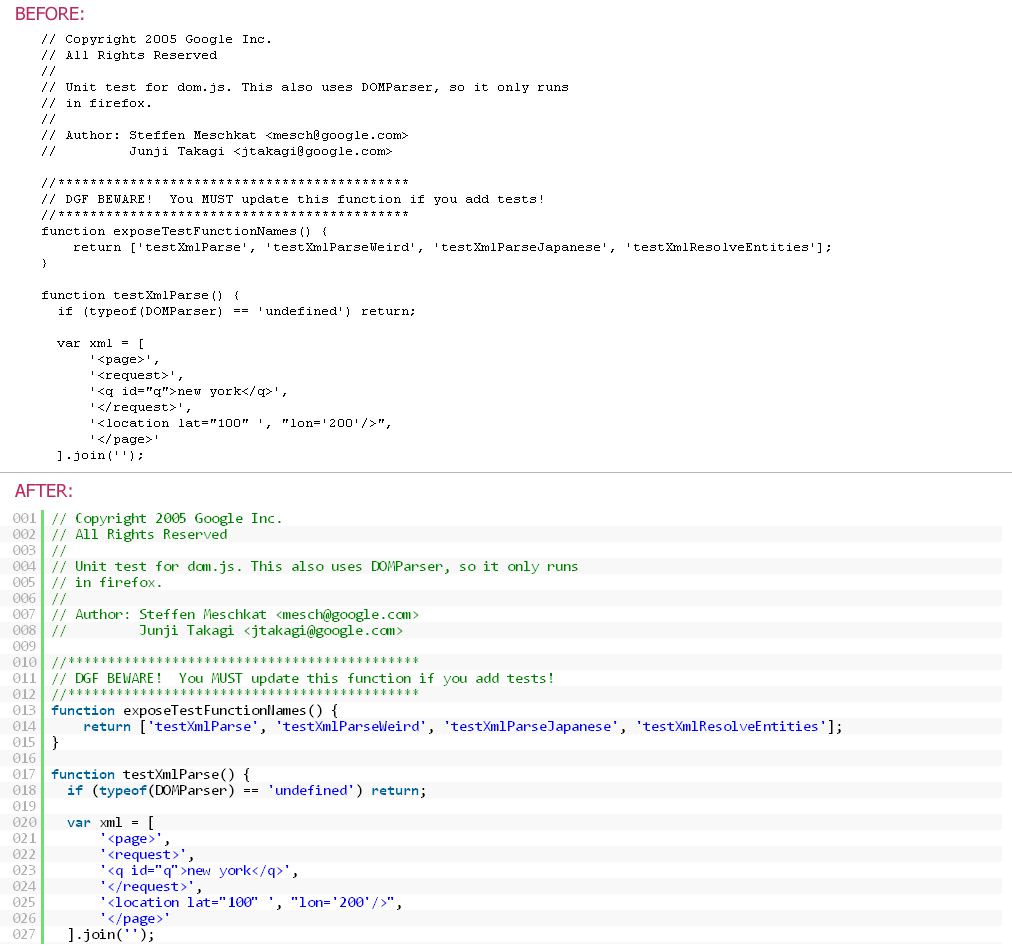 BEFORE:
// Copyright 2005 Google Inc.
// All Rights Reserved
//
// Unit test for dom.js. This also uses DOMParser, so it only runs
// in firefox.
//
// Author: Steffen Meschkat <mesch@google.com>
//         Junji Takagi <jtakagi@google.com>

//********************************************
// DGF BEWARE!  You MUST update this function if you add tests!
//********************************************
function exposeTestFunctionNames() {
    return ['testXmlParse', 'testXmlParseWeird', 'testXmlParseJapanese', 'testXmlResolveEntities'];
}

function testXmlParse() {
  if (typeof(DOMParser) == 'undefined') return;

  var xml = [
      '<page>',
      '<request>',
      '<q id="q">new york</q>',
      '</request>',
      '<location lat="100" ', "lon='200'/>",
      '</page>'
  ].join('');
AFTER:
001 // Copyright 2005 Google Inc.
002 // All Rights Reserved
003 //
004 // Unit test for dom.js. This also uses DOMParser, so it only runs
005 // in firefox.
006 //
007 // Author: Steffen Meschkat <mesch@google.com>
008 //         Junji Takagi <jtakagi@google.com>
009
010 //********************************************
011 // DGF BEWARE!  You MUST update this function if you add tests!
012 //********************************************
013 function exposeTestFunctionNames() {
014     return ['testXmlParse', 'testXmlParseWeird', 'testXmlParseJapanese', 'testXmlResolveEntities'];
015 }
016
017 function testXmlParse() {
018   if (typeof(DOMParser) == 'undefined') return;
019
020   var xml = [
021       '<page>',
022       '<request>',
023       '<q id="q">new york</q>',
024       '</request>',
025       '<location lat="100" ', "lon='200'/>",
026       '</page>'
027   ].join('');